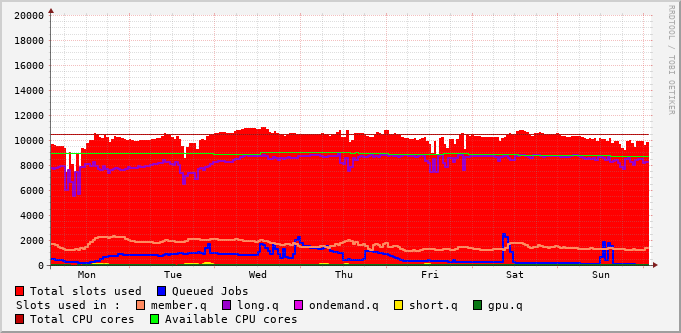 RRDTOOL / TOBI OETIKER
20000
18000
16000
14000
12000
10000
8000
6000
4000
2000
0
Mon Tue Wed Thu Fri Sat Sun
Total slots used Queued Jobs
Slots used in : member.q long.q ondemand.q short.q gpu.q
Total CPU cores Available CPU cores